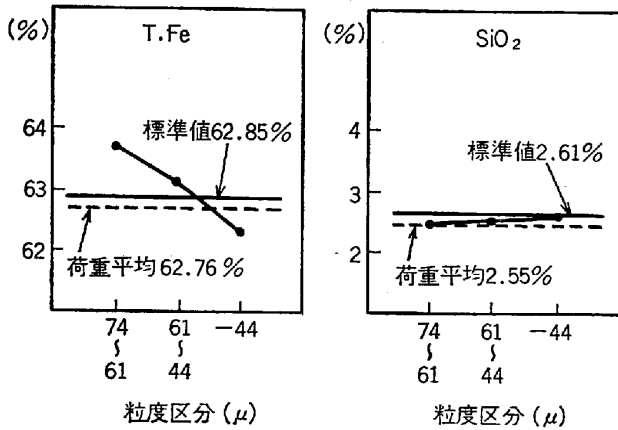 (%)
T.Fe
64
63
62
標準値62.85%
荷重平均62.76%
74
〜
61
61
〜
44
−44
粒度区分(μ)
(%)
SiO₂
4
3
2
標準値2.61%
荷重平均2.55%
74
〜
61
61
〜
44
−44
粒度区分(μ)